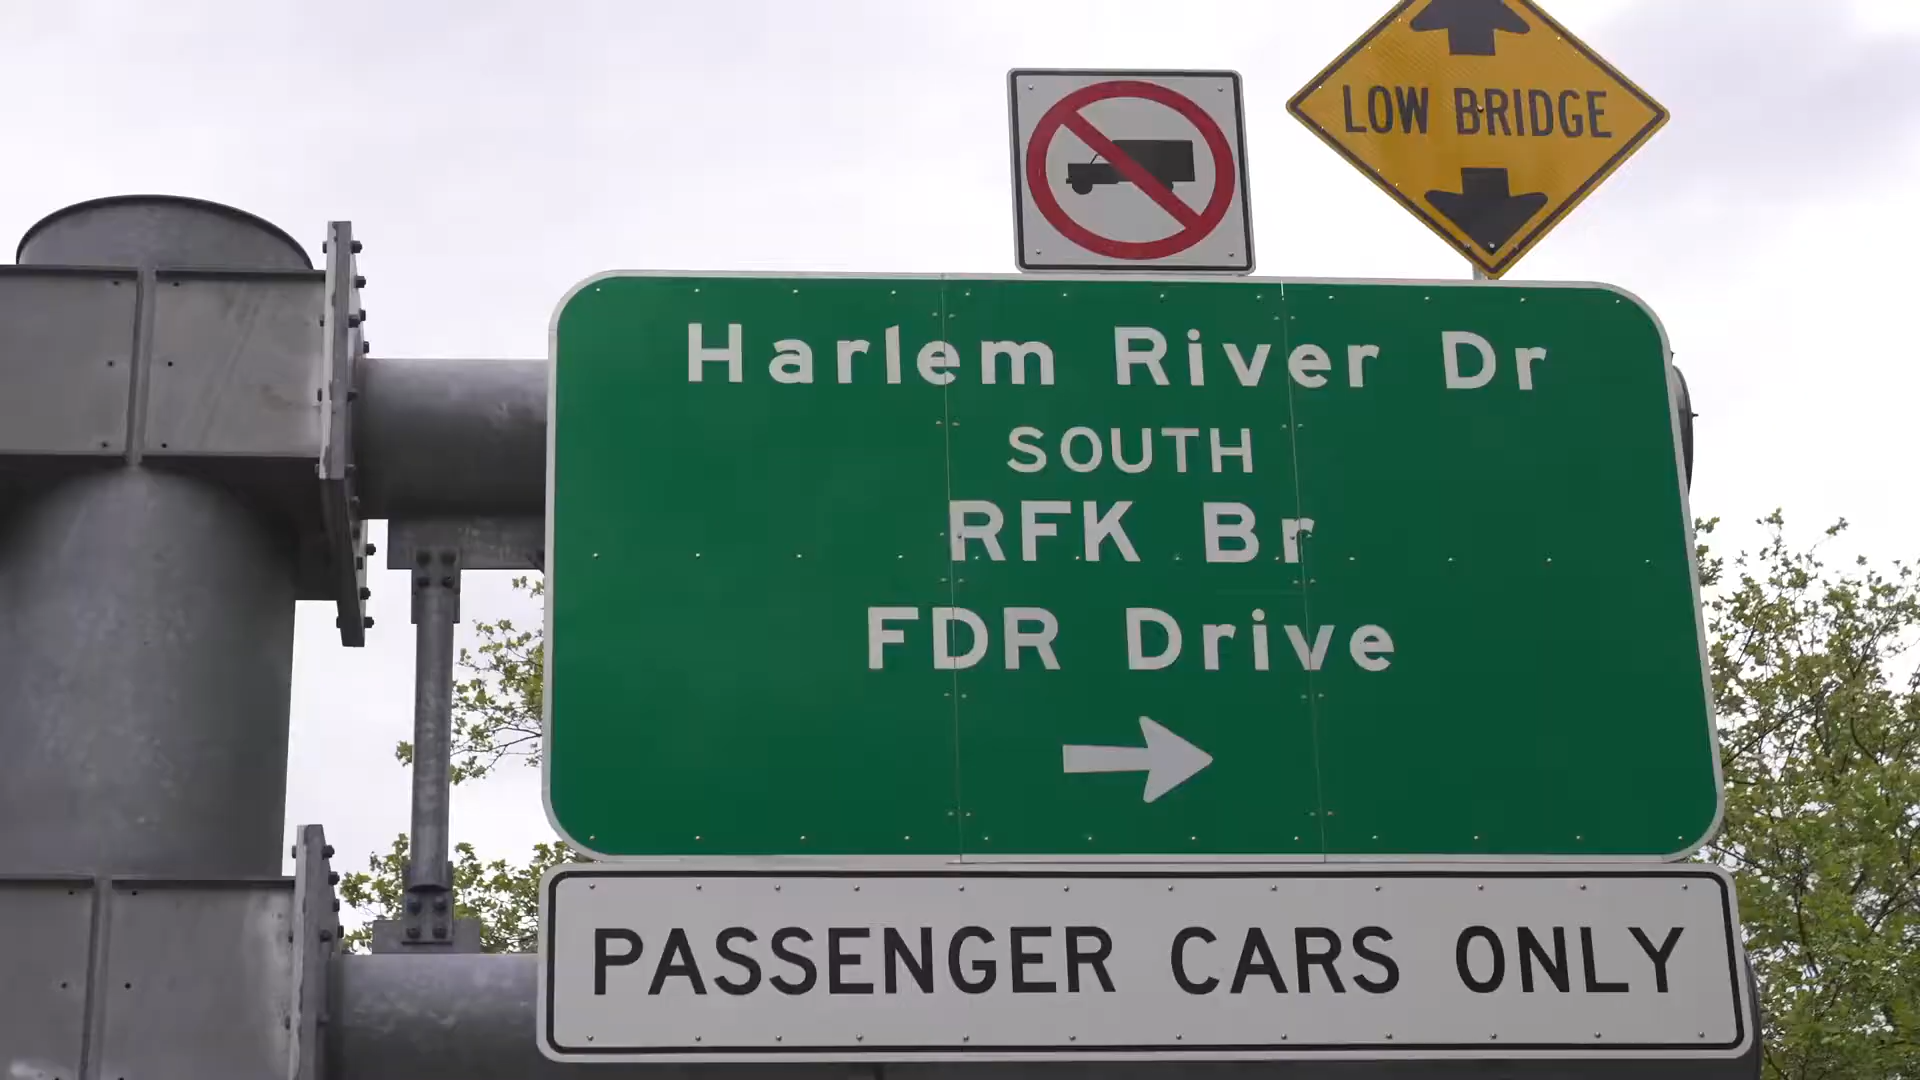 LOW BRIDGE
Harlem River Dr
SOUTH
RFK Br
FDR Drive
PASSENGER CARS ONLY